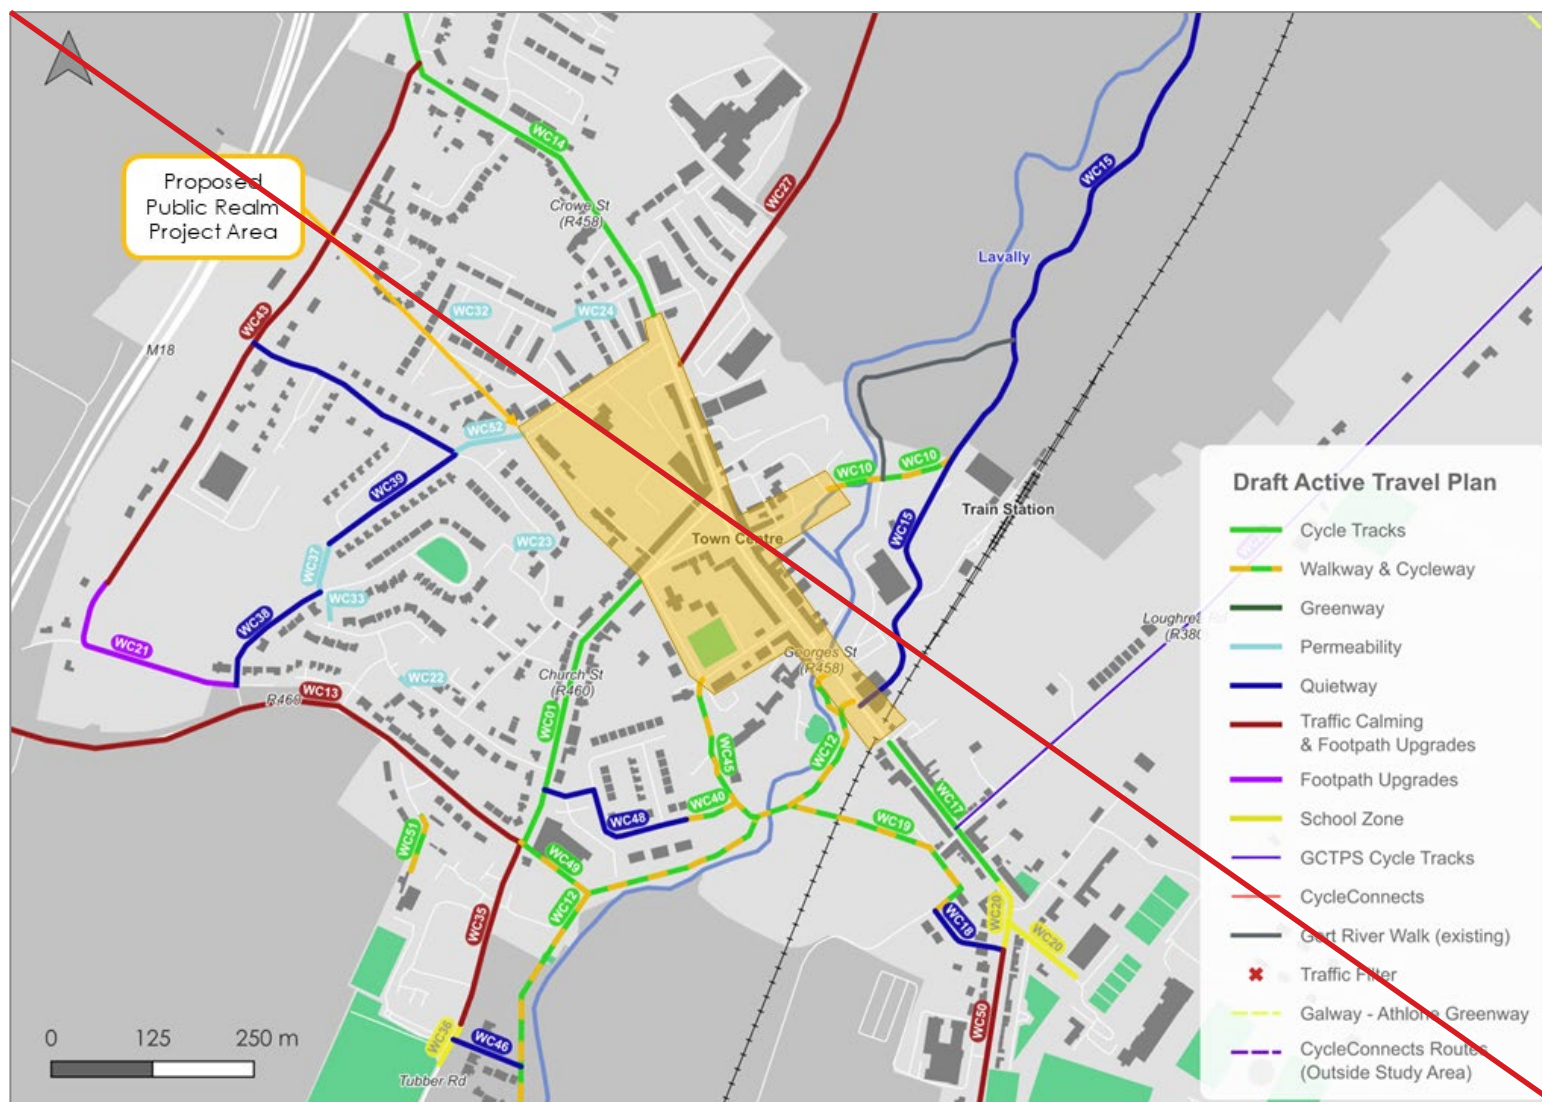 WC14
Proposed
Public Realm
Project Area
Crowe St
(R458)
WC27
WC15
Lavally
WC32
WC24
WC43
M18
WC52
WC10
WC10
WC39
Train Station
WC15
Town Centre
WC23
WC37
WC33
WC38
WC21
Georges St
(R458)
Church St
(R460)
WC22
WC13
R460
WC01
WC45
WC12
WC40
WC48
WC17
WC19
WC51
WC49
WC12
WC35
WC18
WC20
WC20
WC50
WC36
WC46
Tubber Rd
0 125 250 m
Draft Active Travel Plan
Cycle Tracks
Walkway & Cycleway
Greenway
Permeability
Quietway
Traffic Calming
& Footpath Upgrades
Footpath Upgrades
School Zone
GCTPS Cycle Tracks
CycleConnects
Gort River Walk (existing)
Traffic Filter
Galway - Athlone Greenway
CycleConnects Routes
(Outside Study Area)